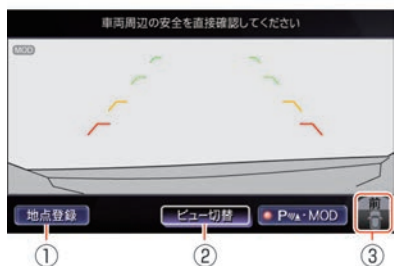 車両周辺の安全を直接確認してください
MOD
前
地点登録
ビュー切替
P・MOD
① ② ③